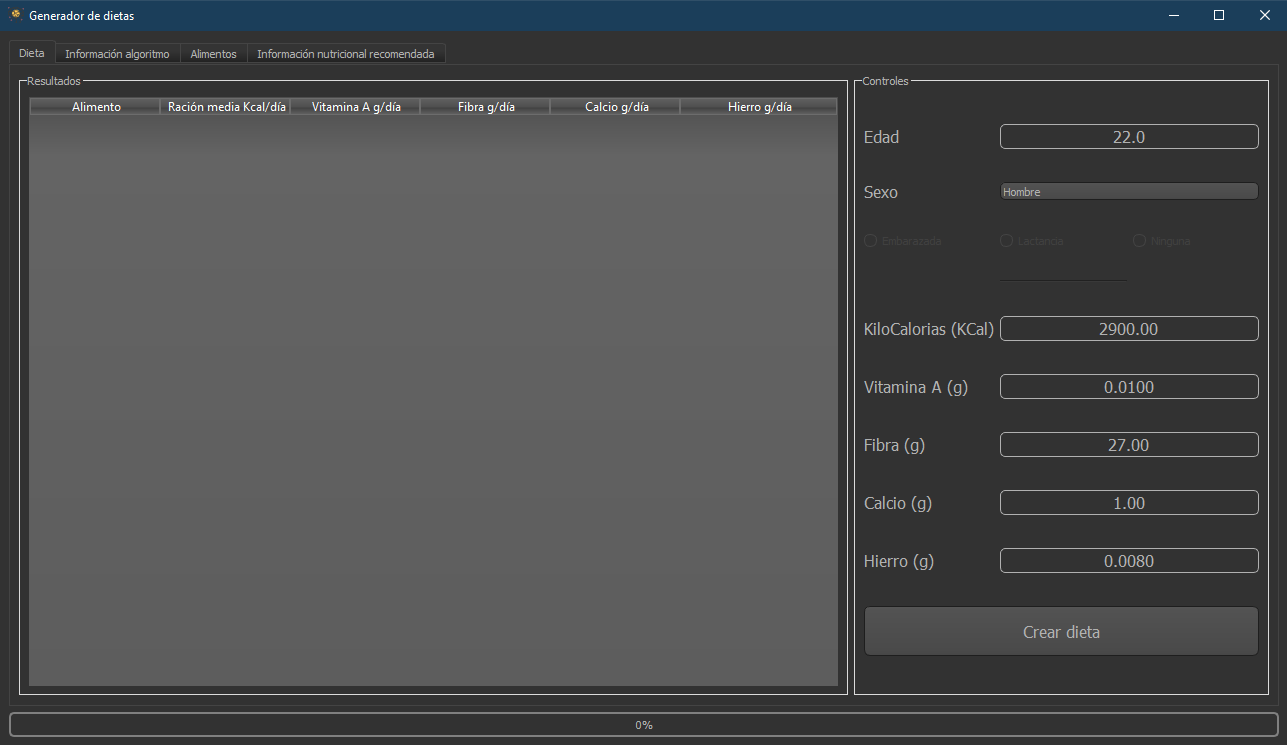 Generador de dietas
Dieta Información algoritmo Alimentos Información nutricional recomendada
Resultados
Alimento Ración media Kcal/día Vitamina A g/día Fibra g/día Calcio g/día Hierro g/día
Controles
Edad 22.0
Sexo Hombre
Embarazada Lactancia Ninguna
KiloCalorias (KCal) 2900.00
Vitamina A (g) 0.0100
Fibra (g) 27.00
Calcio (g) 1.00
Hierro (g) 0.0080
Crear dieta
0%